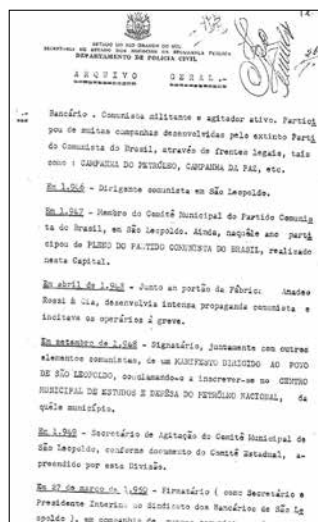 ESTADO DO RIO GRANDE DO SUL
SECRETARIA DE ESTADO DOS NEGÓCIOS DA SEGURANÇA PÚBLICA
DEPARTAMENTO DE POLÍCIA CIVIL
ARQUIVO GERAL.-
Bancário . Comunista militante e agitador ativo. Partici
pou de muitas campanhas desenvolvidas pelo extinto Parti
do Comunista do Brasil, através de frentes legais, tais
como : CAMPANHA DO PETRÓLEO, CAMPANHA DA PAZ, etc.
Em 1.946 - Dirigente comunista em São Leopoldo.
Em 1.947 - Membro do Comitê Municipal do Partido Comunis
ta do Brasil, em São Leopoldo. Ainda, naquêle ano parti
cipou de PLENO DO PARTIDO COMUNISTA DO BRASIL, realizado
nesta Capital.
Em abril de 1.948 - Junto ao portão da Fábrica Amadeo
Rossi & Cia, desenvolvia intensa propaganda comunista e
incitava os operários à greve.
Em setembro de 1.948 - Signatário, juntamente com outros
elementos comunistas, de um MANIFESTO DIRIGIDO AO POVO
DE SÃO LEOPOLDO, conclamando-o a inscrever-se no CENTRO
MUNICIPAL DE ESTUDOS E DEFÊSA DO PETRÓLEO NACIONAL, da
quêle município.
Em 1.949 - Secretário de Agitação do Comitê Municipal de
São Leopoldo, conforme documento do Comitê Estadual, a-
preendido por esta Divisão.
Em 27 de março de 1.950 - Firmatário ( como Secretário e
Presidente Interino do Sindicato dos Bancários de São Le
opoldo ), em companhia de